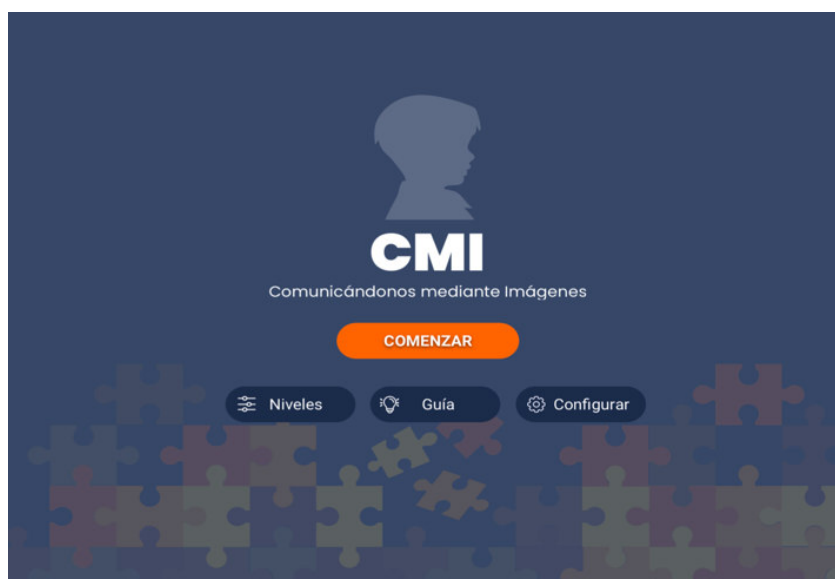 CMI
Comunicándonos mediante Imágenes
COMENZAR
Niveles
Guía
Configurar